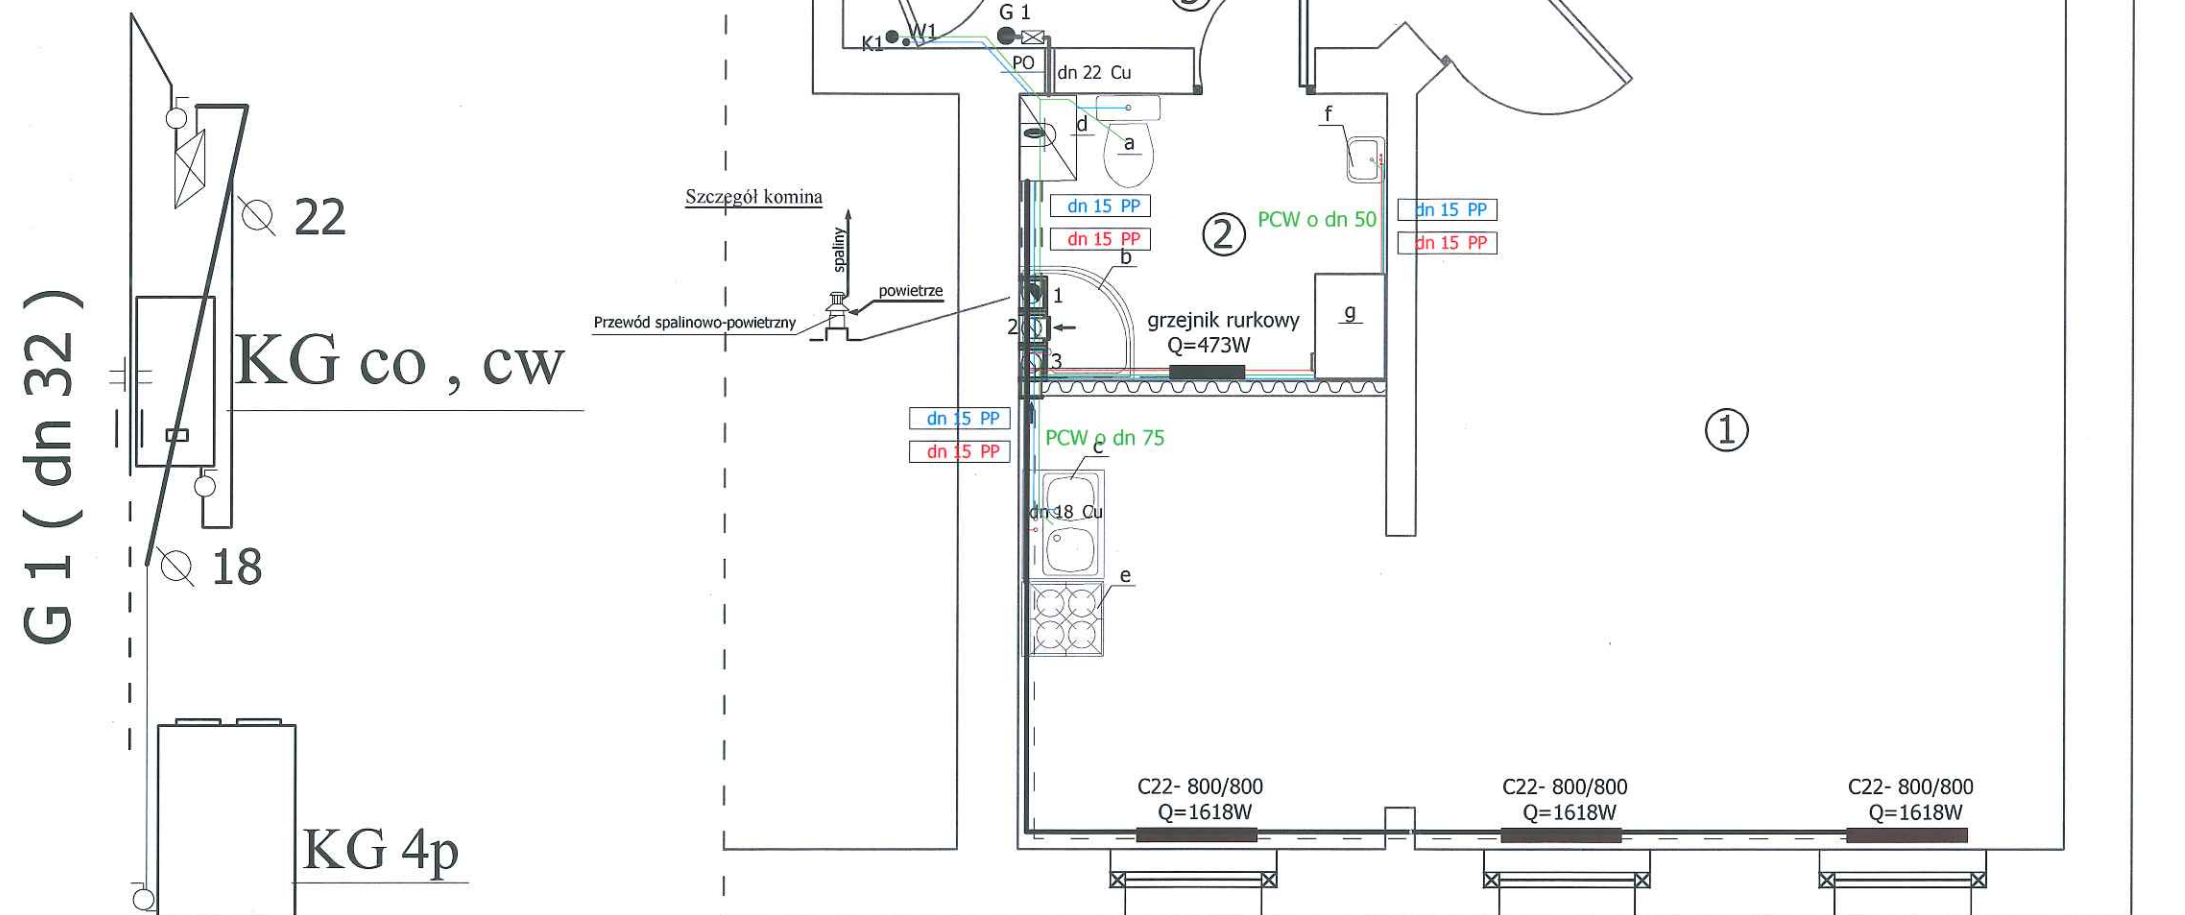 G 1
W1
K1
PO
dn 22 Cu
d
a
f
22
Szczegół komina
dn 15 PP
dn 15 PP
2
PCW o dn 50
dn 15 PP
dn 15 PP
b
spaliny
powietrze
Przewód spalinowo-powietrzny
1
2
3
grzejnik rurkowy
Q=473W
g
G 1 ( dn 32 )
KG co , cw
dn 15 PP
dn 15 PP
PCW o dn 75
c
1
dn 18 Cu
18
e
C22- 800/800
Q=1618W
C22- 800/800
Q=1618W
C22- 800/800
Q=1618W
KG 4p